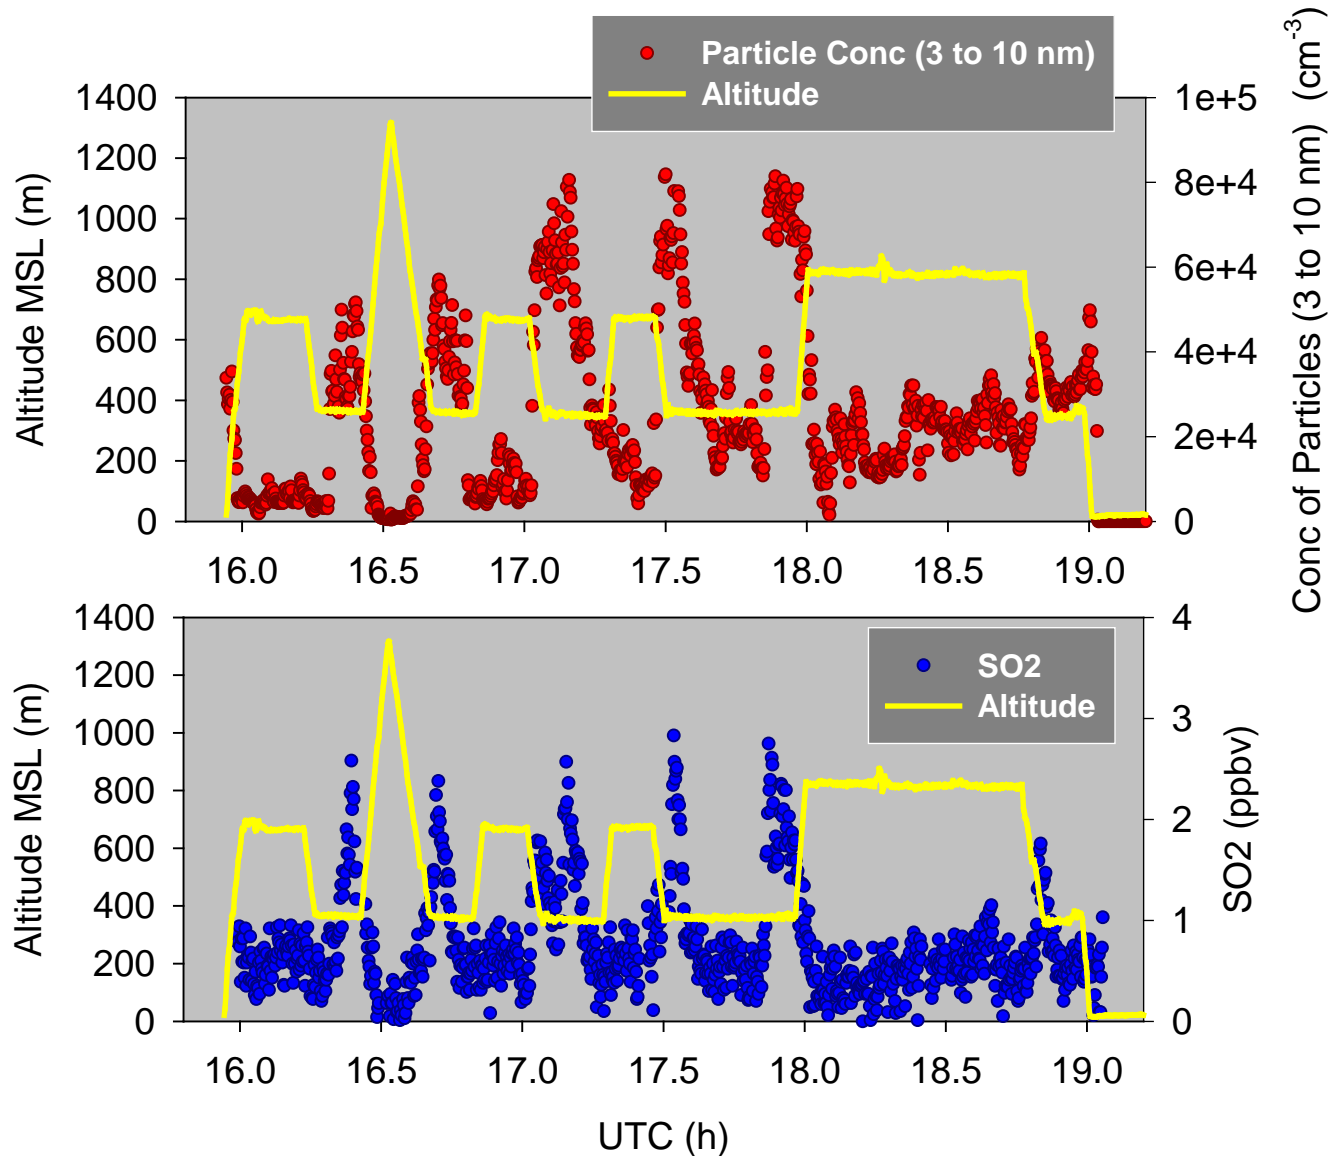 Particle Conc (3 to 10 nm)
Altitude
1400
1200
1000
800
600
400
200
0
Altitude MSL (m)
1e+5
8e+4
6e+4
4e+4
2e+4
0
Conc of Particles (3 to 10 nm) (cm-3)
16.0 16.5 17.0 17.5 18.0 18.5 19.0
SO2
Altitude
1400
1200
1000
800
600
400
200
0
Altitude MSL (m)
4
3
2
1
0
SO2 (ppbv)
16.0 16.5 17.0 17.5 18.0 18.5 19.0
UTC (h)